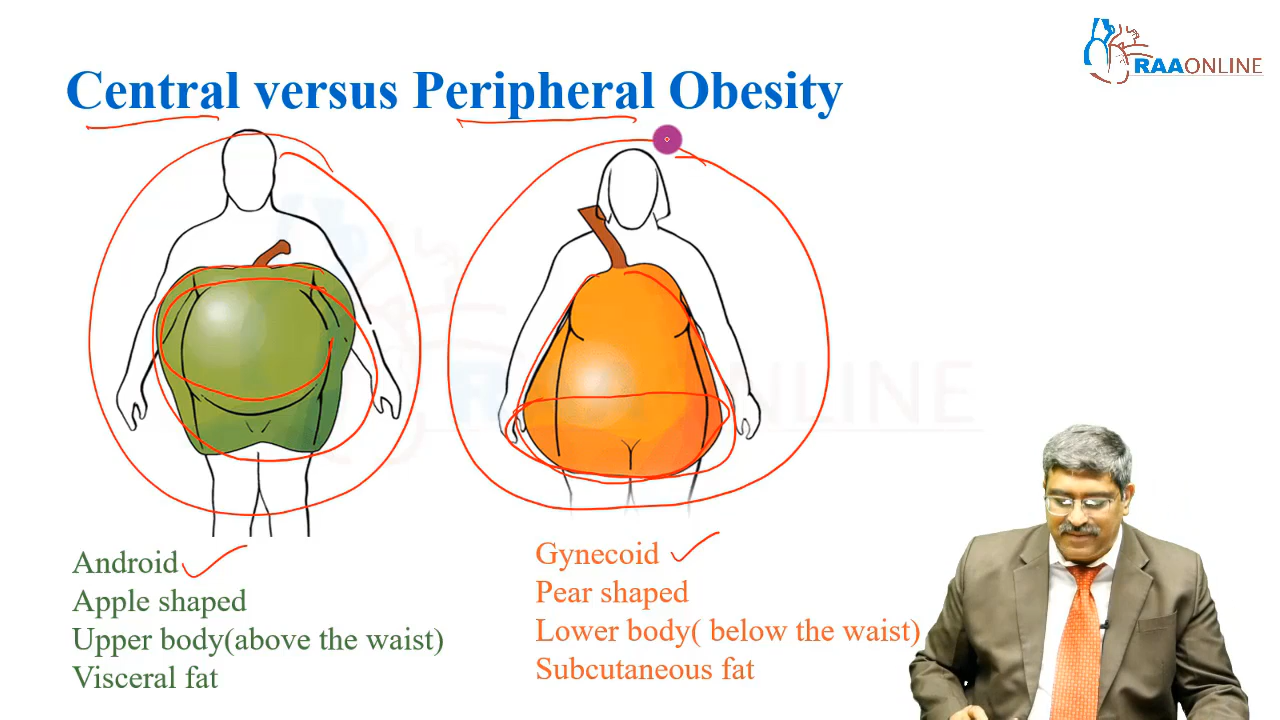 RAAONLINE
Central versus Peripheral Obesity
ONLINE
Android
Apple shaped
Upper body(above the waist)
Visceral fat
Gynecoid
Pear shaped
Lower body( below the waist)
Subcutaneous fat